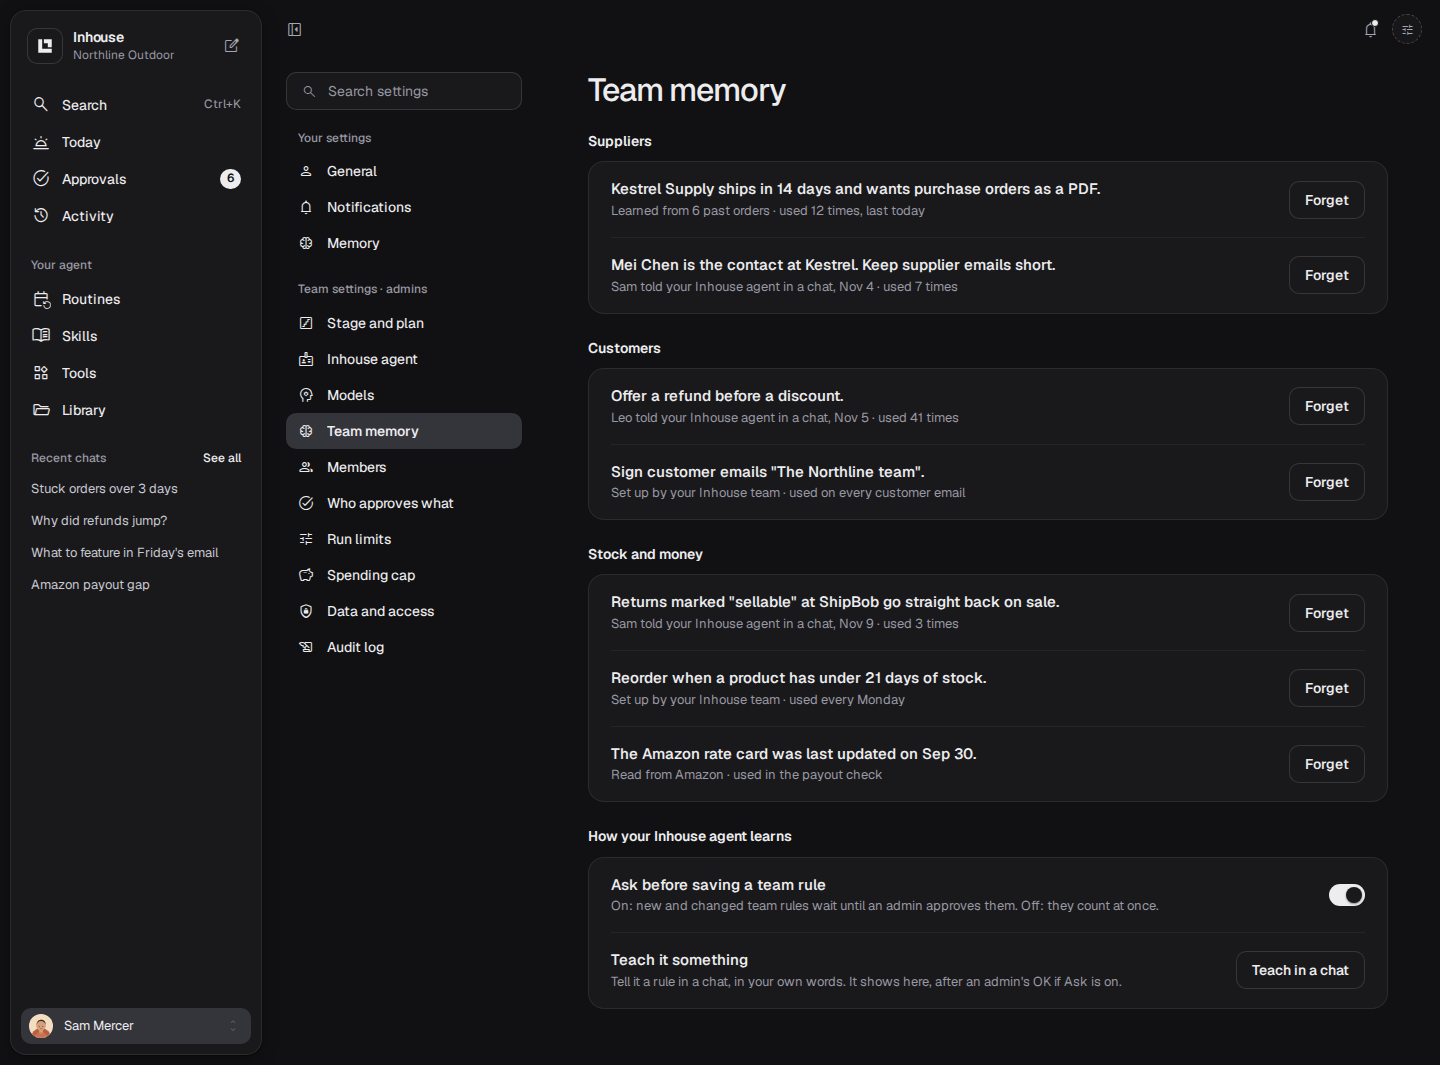 Inhouse
Northline Outdoor
Search Ctrl+K
Today
Approvals 6
Activity
Your agent
Routines
Skills
Tools
Library
Recent chats See all
Stuck orders over 3 days
Why did refunds jump?
What to feature in Friday's email
Amazon payout gap
Sam Mercer
Search settings
Your settings
General
Notifications
Memory
Team settings · admins
Stage and plan
Inhouse agent
Models
Team memory
Members
Who approves what
Run limits
Spending cap
Data and access
Audit log
Team memory
Suppliers
Kestrel Supply ships in 14 days and wants purchase orders as a PDF.
Learned from 6 past orders · used 12 times, last today
Forget
Mei Chen is the contact at Kestrel. Keep supplier emails short.
Sam told your Inhouse agent in a chat, Nov 4 · used 7 times
Forget
Customers
Offer a refund before a discount.
Leo told your Inhouse agent in a chat, Nov 5 · used 41 times
Forget
Sign customer emails "The Northline team".
Set up by your Inhouse team · used on every customer email
Forget
Stock and money
Returns marked "sellable" at ShipBob go straight back on sale.
Sam told your Inhouse agent in a chat, Nov 9 · used 3 times
Forget
Reorder when a product has under 21 days of stock.
Set up by your Inhouse team · used every Monday
Forget
The Amazon rate card was last updated on Sep 30.
Read from Amazon · used in the payout check
Forget
How your Inhouse agent learns
Ask before saving a team rule
On: new and changed team rules wait until an admin approves them. Off: they count at once.
Teach it something
Tell it a rule in a chat, in your own words. It shows here, after an admin's OK if Ask is on.
Teach in a chat